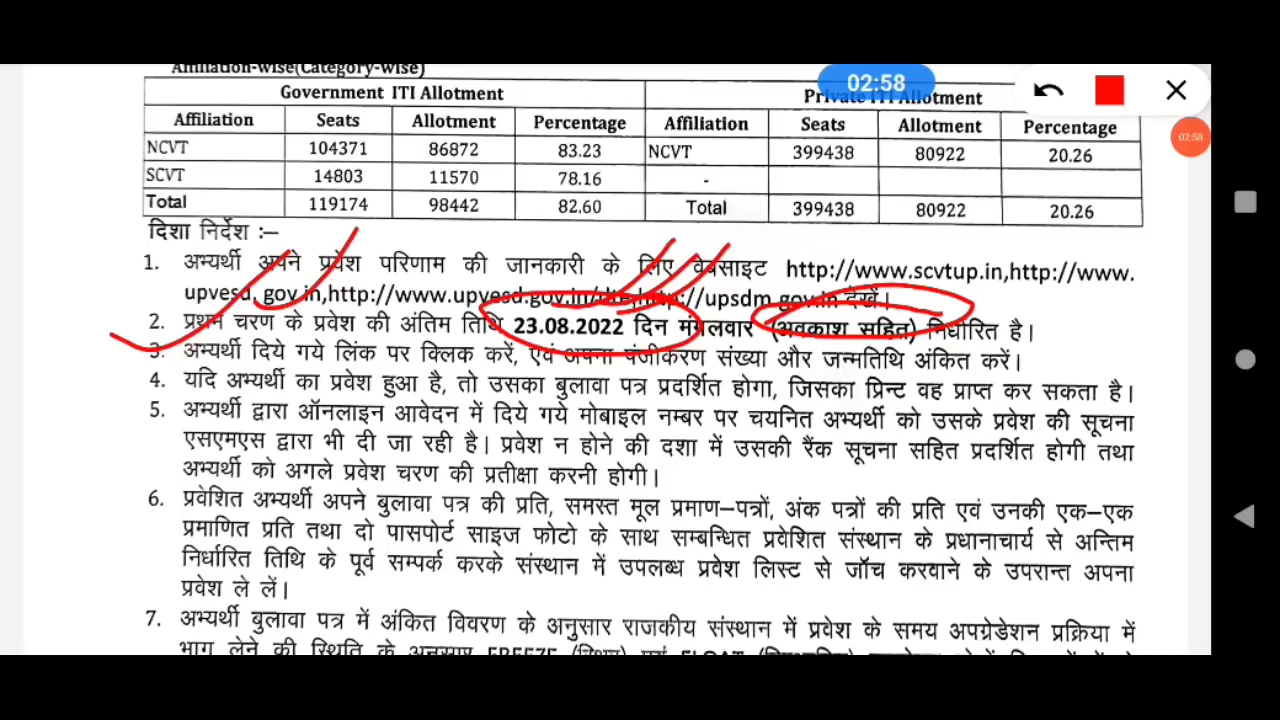 Affiliation-wise(Category-wise)
02:58
Government ITI Allotment Private ITI Allotment
Affiliation Seats Allotment Percentage Affiliation Seats Allotment Percentage
NCVT 104371 86872 83.23 NCVT 399438 80922 20.26
SCVT 14803 11570 78.16 -
Total 119174 98442 82.60 Total 399438 80922 20.26
02:58
दिशा निर्देश :–
1. अभ्यर्थी अपने प्रवेश परिणाम की जानकारी के लिए वेबसाइट http://www.scvtup.in,http://www.
upvesd. gov.in,http://www.upvesd.gov.in/dte,http://upsdm.gov.in देखें।
2. प्रथम चरण के प्रवेश की अंतिम तिथि 23.08.2022 दिन मंगलवार (अवकाश सहित) निर्धारित है।
3. अभ्यर्थी दिये गये लिंक पर क्लिक करें, एवं अपना पंजीकरण संख्या और जन्मतिथि अंकित करें।
4. यदि अभ्यर्थी का प्रवेश हुआ है, तो उसका बुलावा पत्र प्रदर्शित होगा, जिसका प्रिन्ट वह प्राप्त कर सकता है।
5. अभ्यर्थी द्वारा ऑनलाइन आवेदन में दिये गये मोबाइल नम्बर पर चयनित अभ्यर्थी को उसके प्रवेश की सूचना
एसएमएस द्वारा भी दी जा रही है। प्रवेश न होने की दशा में उसकी रैंक सूचना सहित प्रदर्शित होगी तथा
अभ्यर्थी को अगले प्रवेश चरण की प्रतीक्षा करनी होगी।
6. प्रवेशित अभ्यर्थी अपने बुलावा पत्र की प्रति, समस्त मूल प्रमाण–पत्रों, अंक पत्रों की प्रति एवं उनकी एक–एक
प्रमाणित प्रति तथा दो पासपोर्ट साइज फोटो के साथ सम्बन्धित प्रवेशित संस्थान के प्रधानाचार्य से अन्तिम
निर्धारित तिथि के पूर्व सम्पर्क करके संस्थान में उपलब्ध प्रवेश लिस्ट से जॉच करवाने के उपरान्त अपना
प्रवेश ले लें।
7. अभ्यर्थी बुलावा पत्र में अंकित विवरण के अनुसार राजकीय संस्थान में प्रवेश के समय अपग्रेडेशन प्रक्रिया में
भाग लेने की स्थिति के अनुसार FREEZE